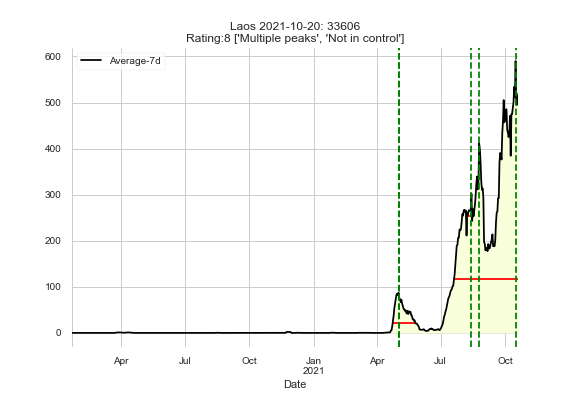 Laos 2021-10-20: 33606
Rating:8 ['Multiple peaks', 'Not in control']
Average-7d
600
500
400
300
200
100
0
Apr Jul Oct Jan Apr Jul Oct
2021
Date